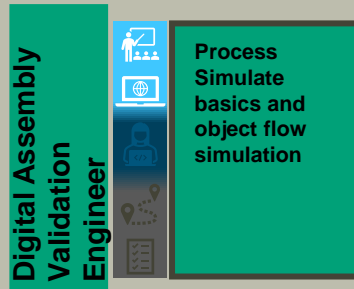 Digital Assembly
Validation
Engineer
Process
Simulate
basics and
object flow
simulation